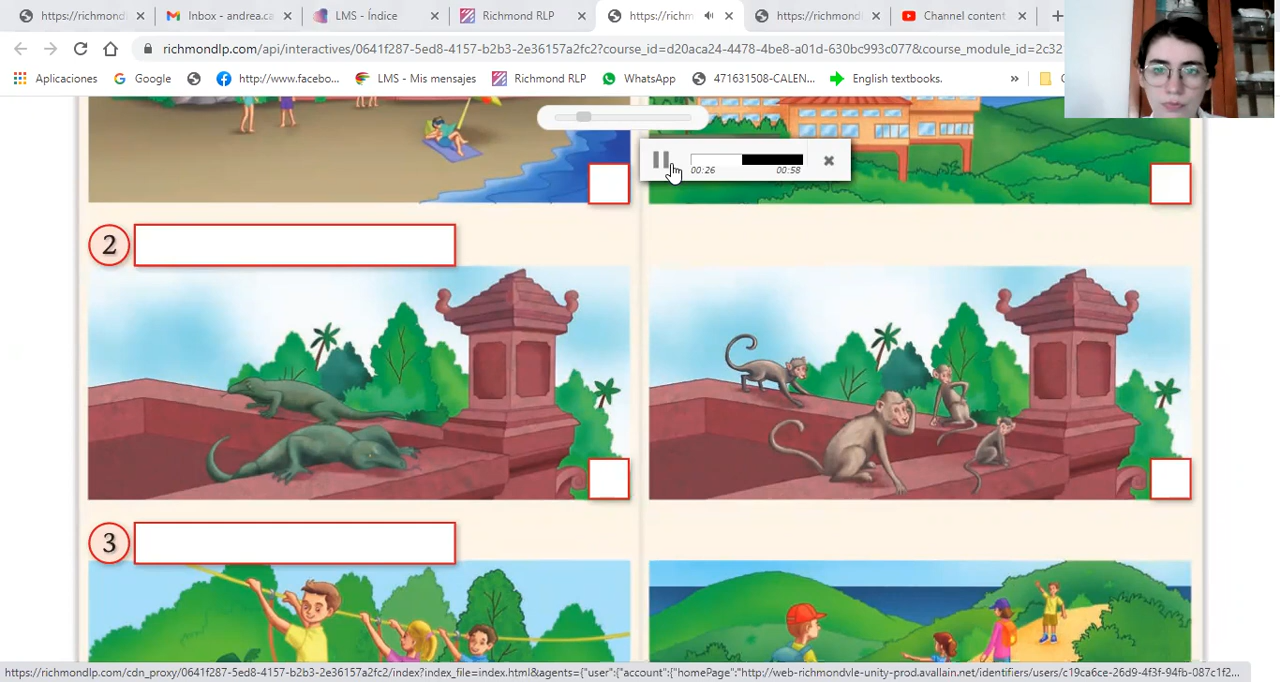 https://richmond
Inbox - andrea.ca
LMS - Índice
Richmond RLP
https://richm
https://richmond
Channel content
richmondlp.com/api/interactives/0641f287-5ed8-4157-b2b3-2e36157a2fc2?course_id=d20aca24-4478-4be8-a01d-630bc993c077&course_module_id=2c32
Aplicaciones
Google
http://www.facebo...
LMS - Mis mensajes
Richmond RLP
WhatsApp
471631508-CALEN...
English textbooks.
»
00:26
00:58
2
3
https://richmondlp.com/cdn_proxy/0641f287-5ed8-4157-b2b3-2e36157a2fc2/index?index_file=index.html&agents={"user":{"account":{"homePage":"http://web-richmondvle-unity-prod.avallain.net/identifiers/users/c19ca6ce-26d9-4f3f-94fb-087c1f2...